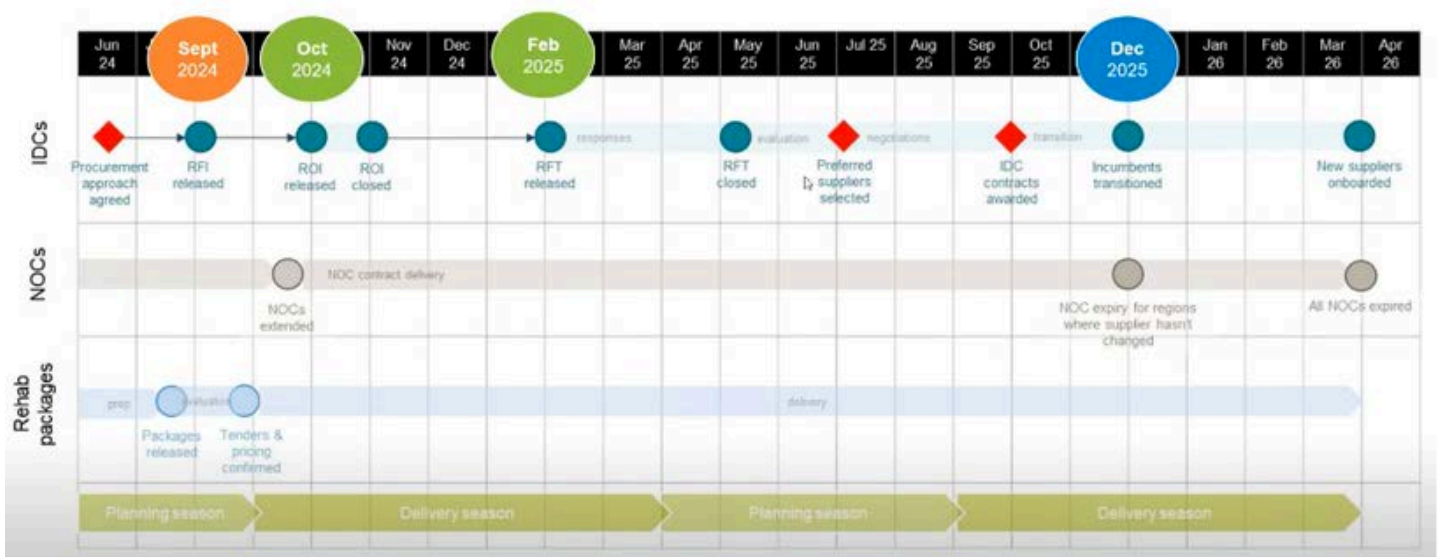 Jun 24
Sept 2024
Oct 2024
Nov 24
Dec 24
Feb 2025
Mar 25
Apr 25
May 25
Jun 25
Jul 25
Aug 25
Sep 25
Oct 25
Dec 2025
Jan 26
Feb 26
Mar 26
Apr 26
IDCs
responses
evaluation
negotiations
transition
Procurement
approach
agreed
RFI
released
ROI
released
ROI
closed
RFT
released
RFT
closed
Preferred
suppliers
selected
IDC
contracts
awarded
Incumbents
transitioned
New suppliers
onboarded
NOCs
NOC contract delivery
NOCs
extended
NOC expiry for regions
where supplier hasn't
changed
All NOCs expired
Rehab
packages
prep
evaluation
delivery
Packages
released
Tenders &
pricing
confirmed
Planning season
Delivery season
Planning season
Delivery season